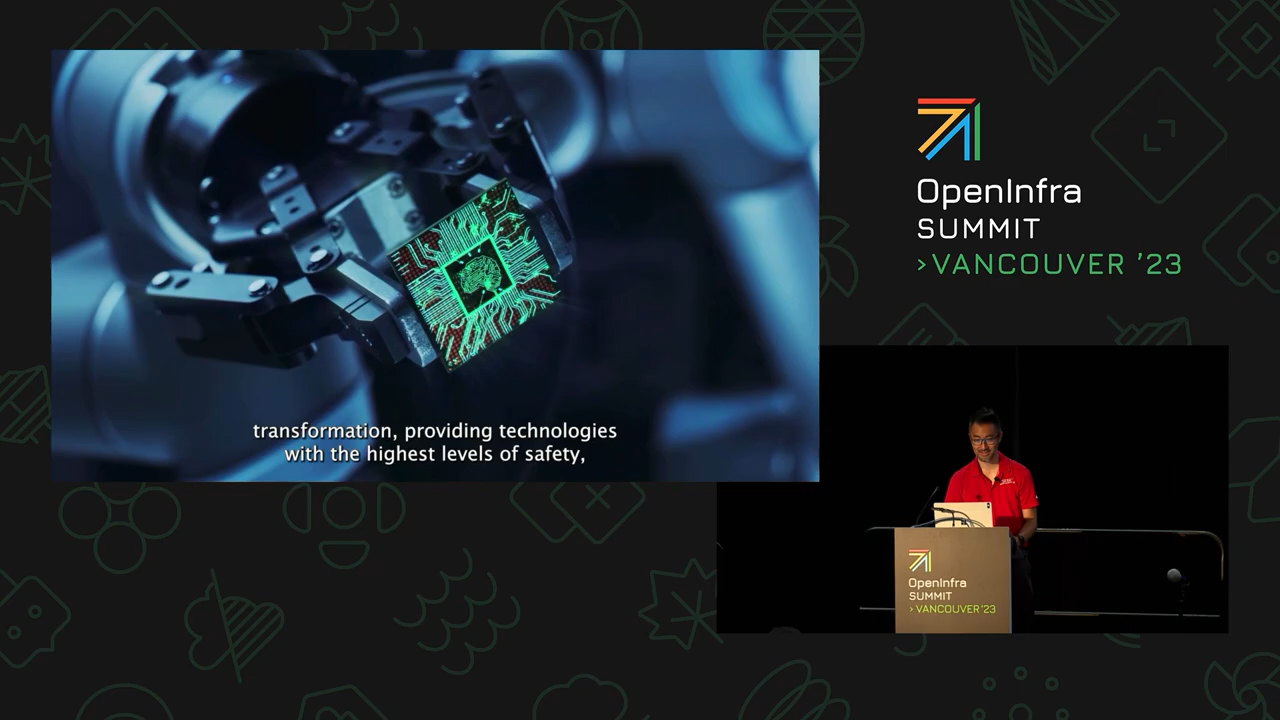 transformation, providing technologies
with the highest levels of safety,
OpenInfra
SUMMIT
>VANCOUVER '23
OpenInfra
SUMMIT
> VANCOUVER '23